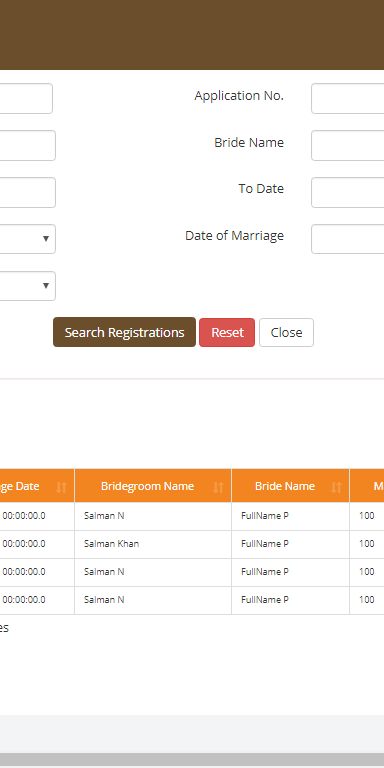 Application No.
Bride Name
To Date
Date of Marriage
Search Registrations Reset Close
ge Date Bridegroom Name Bride Name M
00:00:00.0 Salman N FullName P 100
00:00:00.0 Salman Khan FullName P 100
00:00:00.0 Salman N FullName P 100
00:00:00.0 Salman N FullName P 100
es